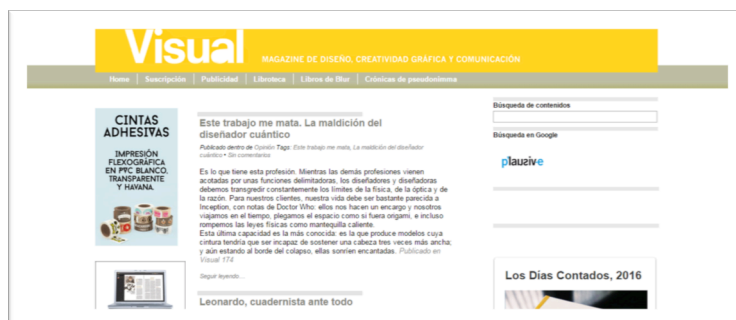 Visual
MAGAZINE DE DISEÑO, CREATIVIDAD GRÁFICA Y COMUNICACIÓN
Home
Suscripción
Publicidad
Libroteca
Libros de Blur
Crónicas de pseudonimma
CINTAS
ADHESIVAS
IMPRESIÓN
FLEXOGRÁFICA
EN PVC BLANCO,
TRANSPARENTE
Y HAVANA.
Este trabajo me mata. La maldición del
diseñador cuántico
Publicado dentro de Opinión Tags: Este trabajo me mata, La maldición del diseñador
cuántico • Sin comentarios
Es lo que tiene esta profesión. Mientras las demás profesiones vienen
acotadas por unas funciones delimitadoras, los diseñadores y diseñadoras
debemos transgredir constantemente los límites de la física, de la óptica y de
la razón. Para nuestros clientes, nuestra vida debe ser bastante parecida a
Inception, con notas de Doctor Who: ellos nos hacen un encargo y nosotros
viajamos en el tiempo, plegamos el espacio como si fuera origami, e incluso
rompemos las leyes físicas como mantequilla caliente.
Esta última capacidad es la más conocida: es la que produce modelos cuya
cintura tendría que ser incapaz de sostener una cabeza tres veces más ancha;
y aún estando al borde del colapso, ellas sonríen encantadas. Publicado en
Visual 174
Seguir leyendo...
Leonardo, cuadernista ante todo
Búsqueda de contenidos
Búsqueda en Google
plauziv-e
Los Días Contados, 2016